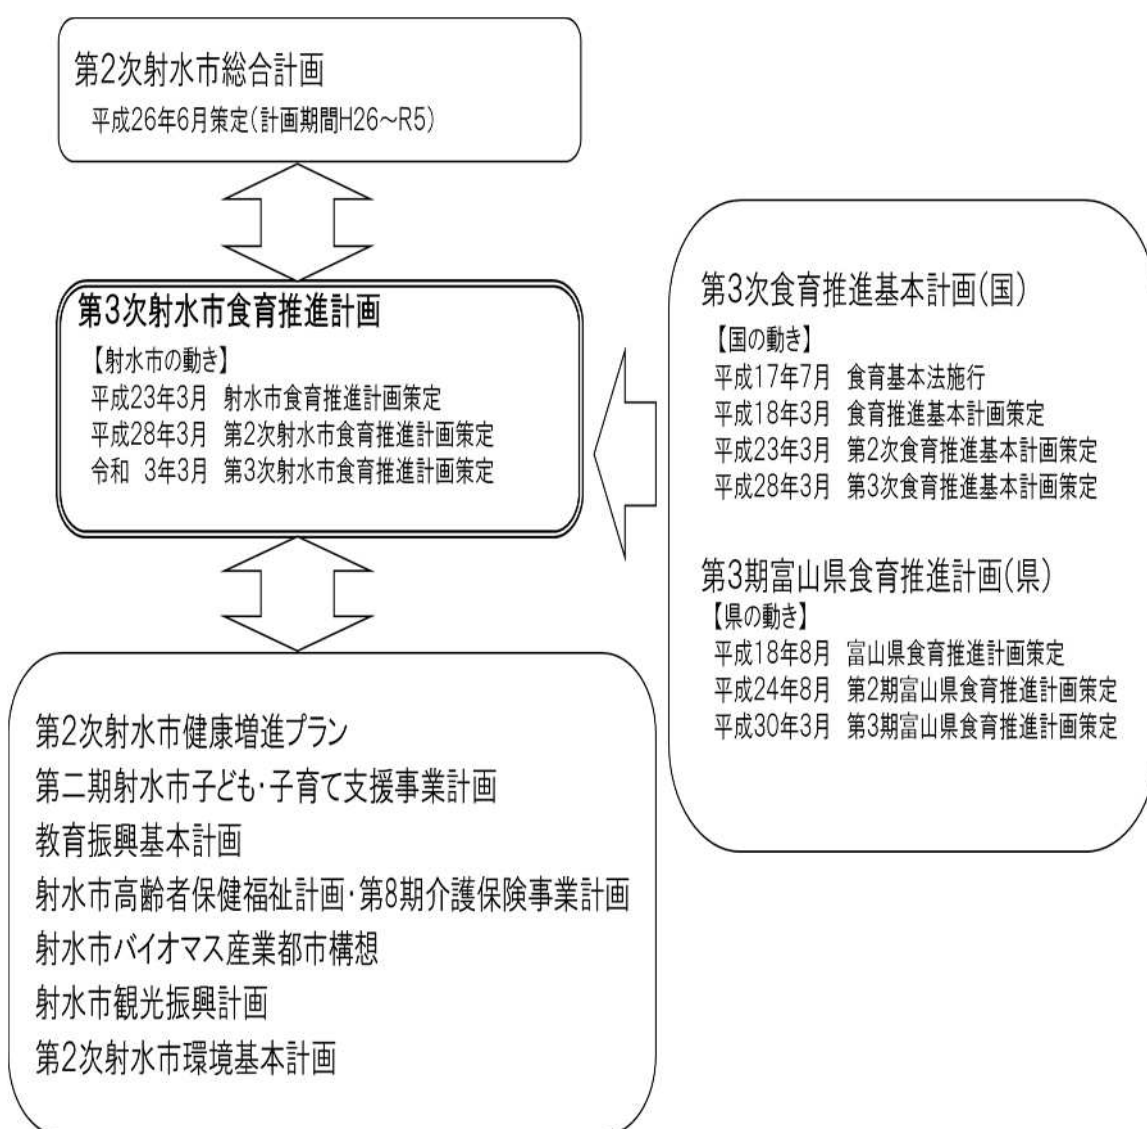 第2次射水市総合計画
平成26年6月策定(計画期間H26～R5)
第3次射水市食育推進計画
【射水市の動き】
平成23年3月 射水市食育推進計画策定
平成28年3月 第2次射水市食育推進計画策定
令和 3年3月 第3次射水市食育推進計画策定
第3次食育推進基本計画(国)
【国の動き】
平成17年7月 食育基本法施行
平成18年3月 食育推進基本計画策定
平成23年3月 第2次食育推進基本計画策定
平成28年3月 第3次食育推進基本計画策定
第3期富山県食育推進計画(県)
【県の動き】
平成18年8月 富山県食育推進計画策定
平成24年8月 第2期富山県食育推進計画策定
平成30年3月 第3期富山県食育推進計画策定
第2次射水市健康増進プラン
第二期射水市子ども・子育て支援事業計画
教育振興基本計画
射水市高齢者保健福祉計画・第8期介護保険事業計画
射水市バイオマス産業都市構想
射水市観光振興計画
第2次射水市環境基本計画